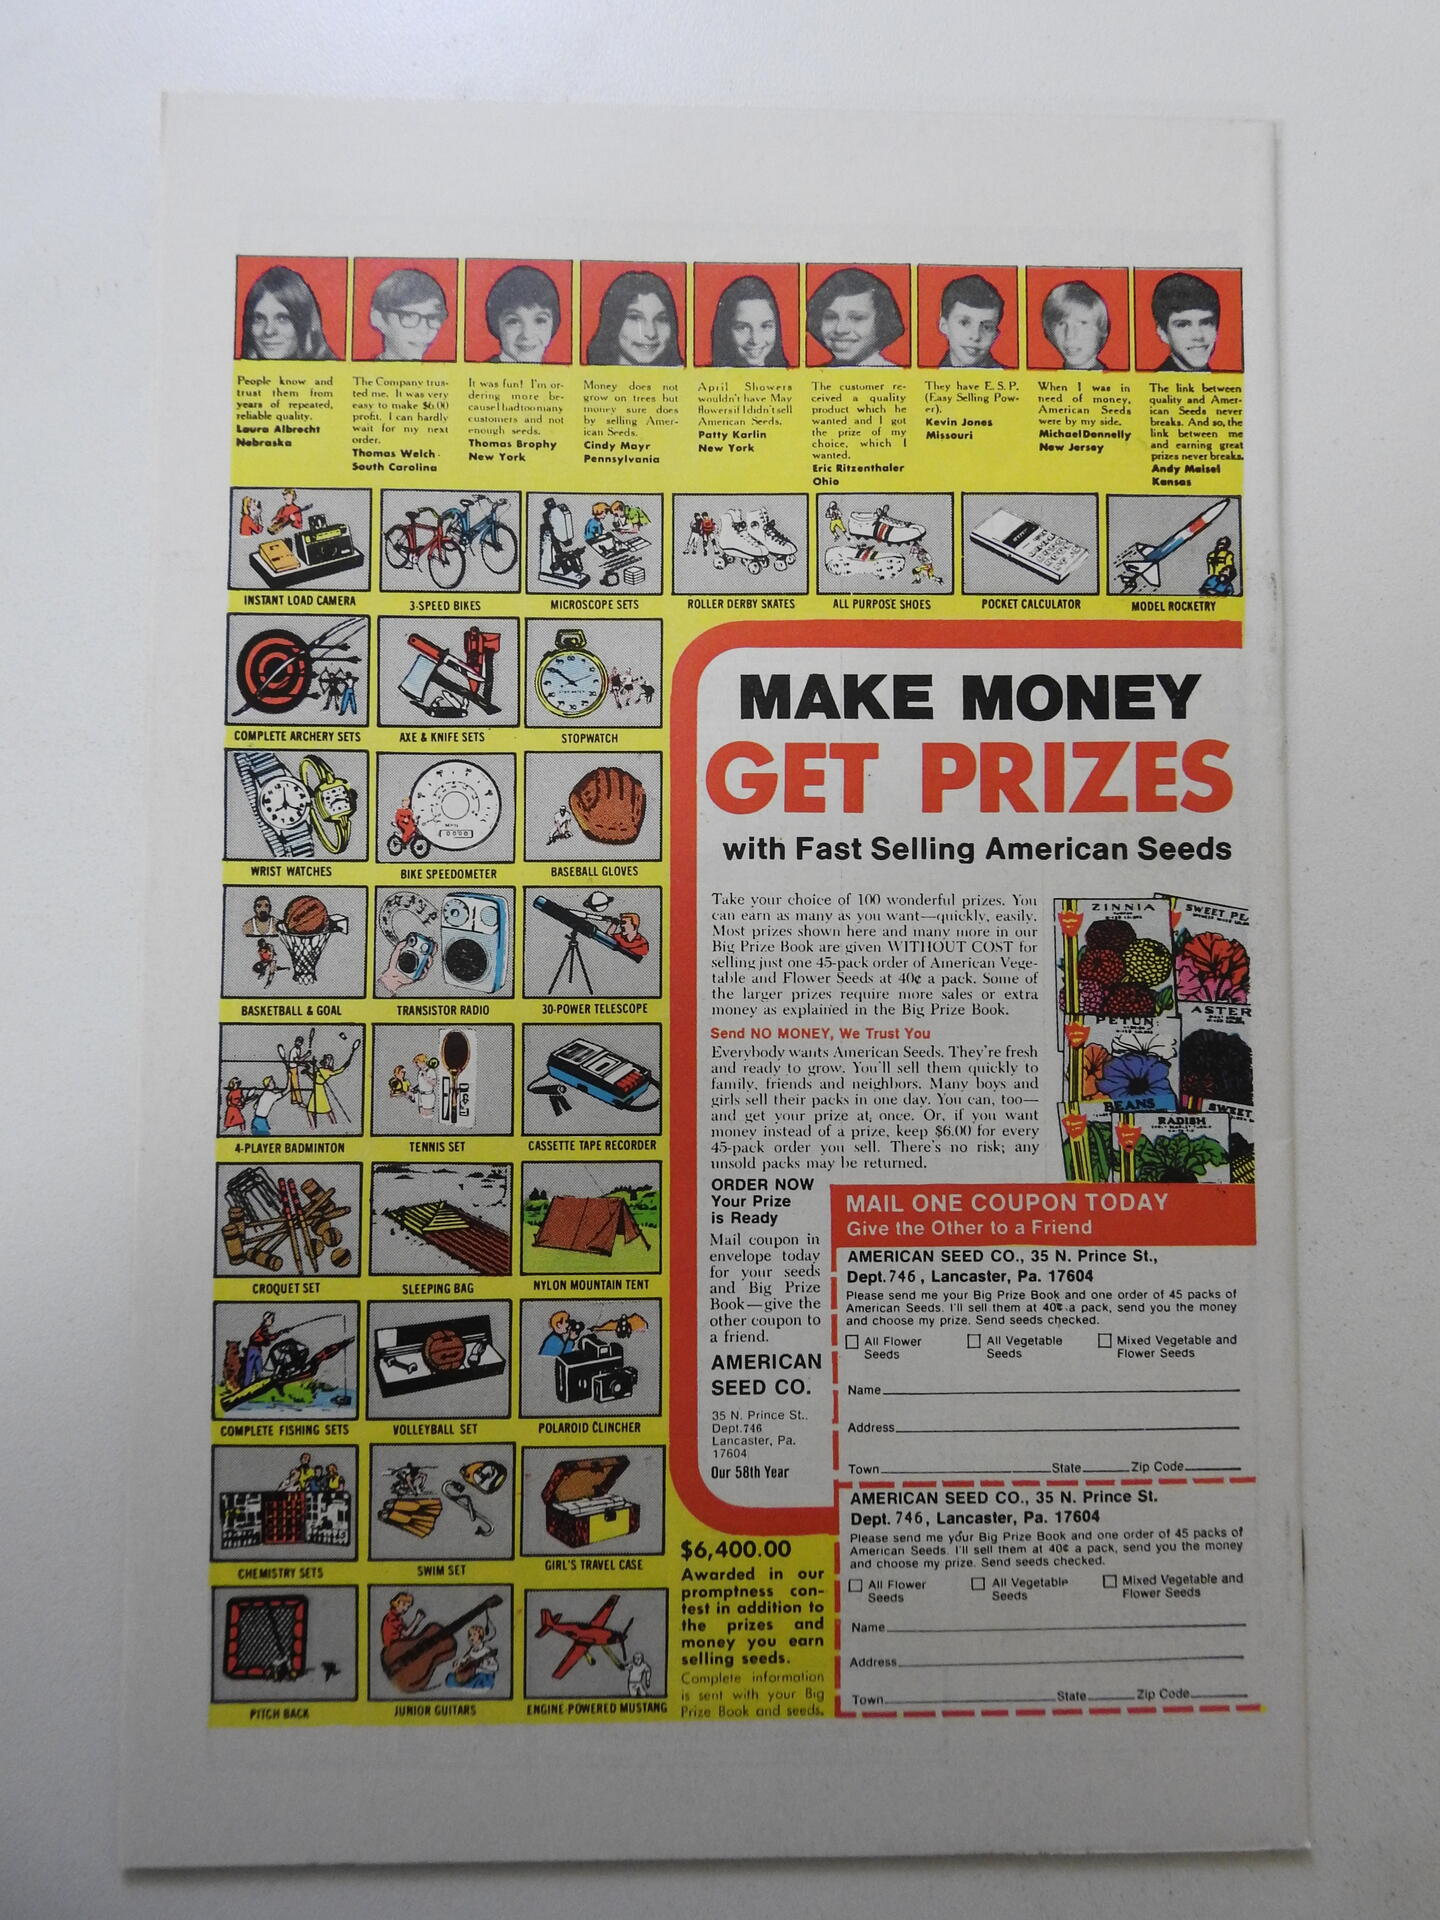 People know and
trust them from
years of repeated,
reliable quality.
Laura Albrecht
Nebraska
The Company trus-
ted me. It was very
easy to make $6.00
profit. I can hardly
wait for my next
order.
Thomas Welch -
South Carolina
It was fun! I'm or-
dering more be-
cause I had too many
customers and not
enough seeds.
Thomas Brophy
New York
Money does not
grow on trees but
money sure does
by selling Amer-
ican Seeds.
Cindy Mayr
Pennsylvania
April Showers
wouldn't have May
flowers if I didn't sell
American Seeds.
Patty Karlin
New York
The customer re-
ceived a quality
product which he
wanted and I got
the prize of my
choice, which I
wanted.
Eric Ritzenthaler
Ohio
They have E. S. P.
(Easy Selling Pow-
er).
Kevin Jones
Missouri
When I was in
need of money,
American Seeds
were by my side.
Michael Donnelly
New Jersey
The link between
quality and Amer-
ican Seeds never
breaks. And so, the
link between me
and earning great
prizes never breaks.
Andy Meisel
Kansas
INSTANT LOAD CAMERA
3-SPEED BIKES
MICROSCOPE SETS
ROLLER DERBY SKATES
ALL PURPOSE SHOES
POCKET CALCULATOR
MODEL ROCKETRY
COMPLETE ARCHERY SETS
AXE & KNIFE SETS
STOPWATCH
WRIST WATCHES
BIKE SPEEDOMETER
BASEBALL GLOVES
BASKETBALL & GOAL
TRANSISTOR RADIO
30-POWER TELESCOPE
4-PLAYER BADMINTON
TENNIS SET
CASSETTE TAPE RECORDER
CROQUET SET
SLEEPING BAG
NYLON MOUNTAIN TENT
COMPLETE FISHING SETS
VOLLEYBALL SET
POLAROID CLINCHER
CHEMISTRY SETS
SWIM SET
GIRL'S TRAVEL CASE
PITCH BACK
JUNIOR GUITARS
ENGINE POWERED MUSTANG
MAKE MONEY
GET PRIZES
with Fast Selling American Seeds
Take your choice of 100 wonderful prizes. You
can earn as many as you want—quickly, easily.
Most prizes shown here and many more in our
Big Prize Book are given WITHOUT COST for
selling just one 45-pack order of American Vege-
table and Flower Seeds at 40¢ a pack. Some of
the larger prizes require more sales or extra
money as explained in the Big Prize Book.
Send NO MONEY, We Trust You
Everybody wants American Seeds. They're fresh
and ready to grow. You'll sell them quickly to
family, friends and neighbors. Many boys and
girls sell their packs in one day. You can, too—
and get your prize at once. Or, if you want
money instead of a prize, keep $6.00 for every
45-pack order you sell. There's no risk; any
unsold packs may be returned.
ZINNIA
SWEET PE
ASTER
PETUN
BEANS
SWEET
RADISH
ORDER NOW
Your Prize
is Ready
Mail coupon in
envelope today
for your seeds
and Big Prize
Book—give the
other coupon to
a friend.
AMERICAN
SEED CO.
35 N. Prince St.,
Dept.746
Lancaster, Pa.
17604
Our 58th Year
MAIL ONE COUPON TODAY
Give the Other to a Friend
AMERICAN SEED CO., 35 N. Prince St.,
Dept. 746, Lancaster, Pa. 17604
Please send me your Big Prize Book and one order of 45 packs of
American Seeds. I'll sell them at 40¢ a pack, send you the money
and choose my prize. Send seeds checked.
All Flower
Seeds
All Vegetable
Seeds
Mixed Vegetable and
Flower Seeds
Name
Address
Town State Zip Code
AMERICAN SEED CO., 35 N. Prince St.
Dept. 746, Lancaster, Pa. 17604
Please send me your Big Prize Book and one order of 45 packs of
American Seeds. I'll sell them at 40¢ a pack, send you the money
and choose my prize. Send seeds checked.
All Flower
Seeds
All Vegetable
Seeds
Mixed Vegetable and
Flower Seeds
Name
Address
Town State Zip Code
$6,400.00
Awarded in our
promptness con-
test in addition to
the prizes and
money you earn
selling seeds.
Complete information
is sent with your Big
Prize Book and seeds.